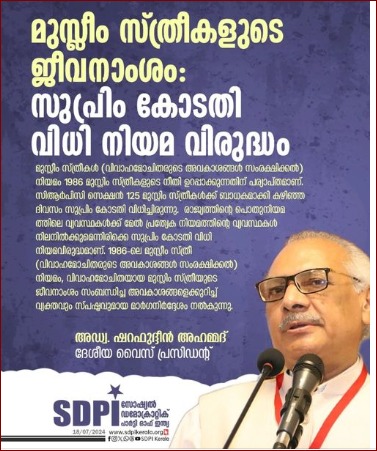 മുസ്ലീം സ്ത്രീകളുടെ
ജീവനാംശം:
സുപ്രിം കോടതി
വിധി നിയമ വിരുദ്ധം
മുസ്ലീം സ്ത്രീകൾ (വിവാഹമോചിതരുടെ അവകാശങ്ങൾ സംരക്ഷിക്കൽ)
നിയമം 1986 മുസ്ലീം സ്ത്രീകളുടെ നീതി ഉറപ്പാക്കുന്നതിന് പര്യാപ്തമാണ്.
സിആർപിസി സെക്ഷൻ 125 മുസ്ലീം സ്ത്രീകൾക്ക് ബാധകമാക്കി കഴിഞ്ഞ
ദിവസം സുപ്രിം കോടതി വിധിച്ചിരുന്നു. രാജ്യത്തിന്റെ പൊതുനിയമ
ത്തിലെ വ്യവസ്ഥകൾക്ക് മേൽ പ്രത്യേക നിയമത്തിന്റെ വ്യവസ്ഥകൾ
നിലനിൽക്കുമെന്നിരിക്കെ സുപ്രിം കോടതി വിധി
നിയമവിരുദ്ധമാണ്. 1986-ലെ മുസ്ലീം സ്ത്രീ
(വിവാഹമോചിതരുടെ അവകാശങ്ങൾ സംരക്ഷിക്കൽ)
നിയമം, വിവാഹമോചിതയായ മുസ്ലിം സ്ത്രീയുടെ
ജീവനാംശം സംബന്ധിച്ച അവകാശങ്ങളെക്കുറിച്ച്
വ്യക്തവും സ്പഷ്ടവുമായ മാർഗനിർദ്ദേശം നൽകുന്നു.
അഡ്വ. ഷറഫുദ്ദീൻ അഹമ്മദ്
ദേശീയ വൈസ് പ്രസിഡന്റ്
SDPI
സോഷ്യൽ
ഡമോക്രാറ്റിക്
പാർട്ടി ഓഫ് ഇന്ത്യ
18/07/2024
www.sdpikerala.org
SDPI Kerala